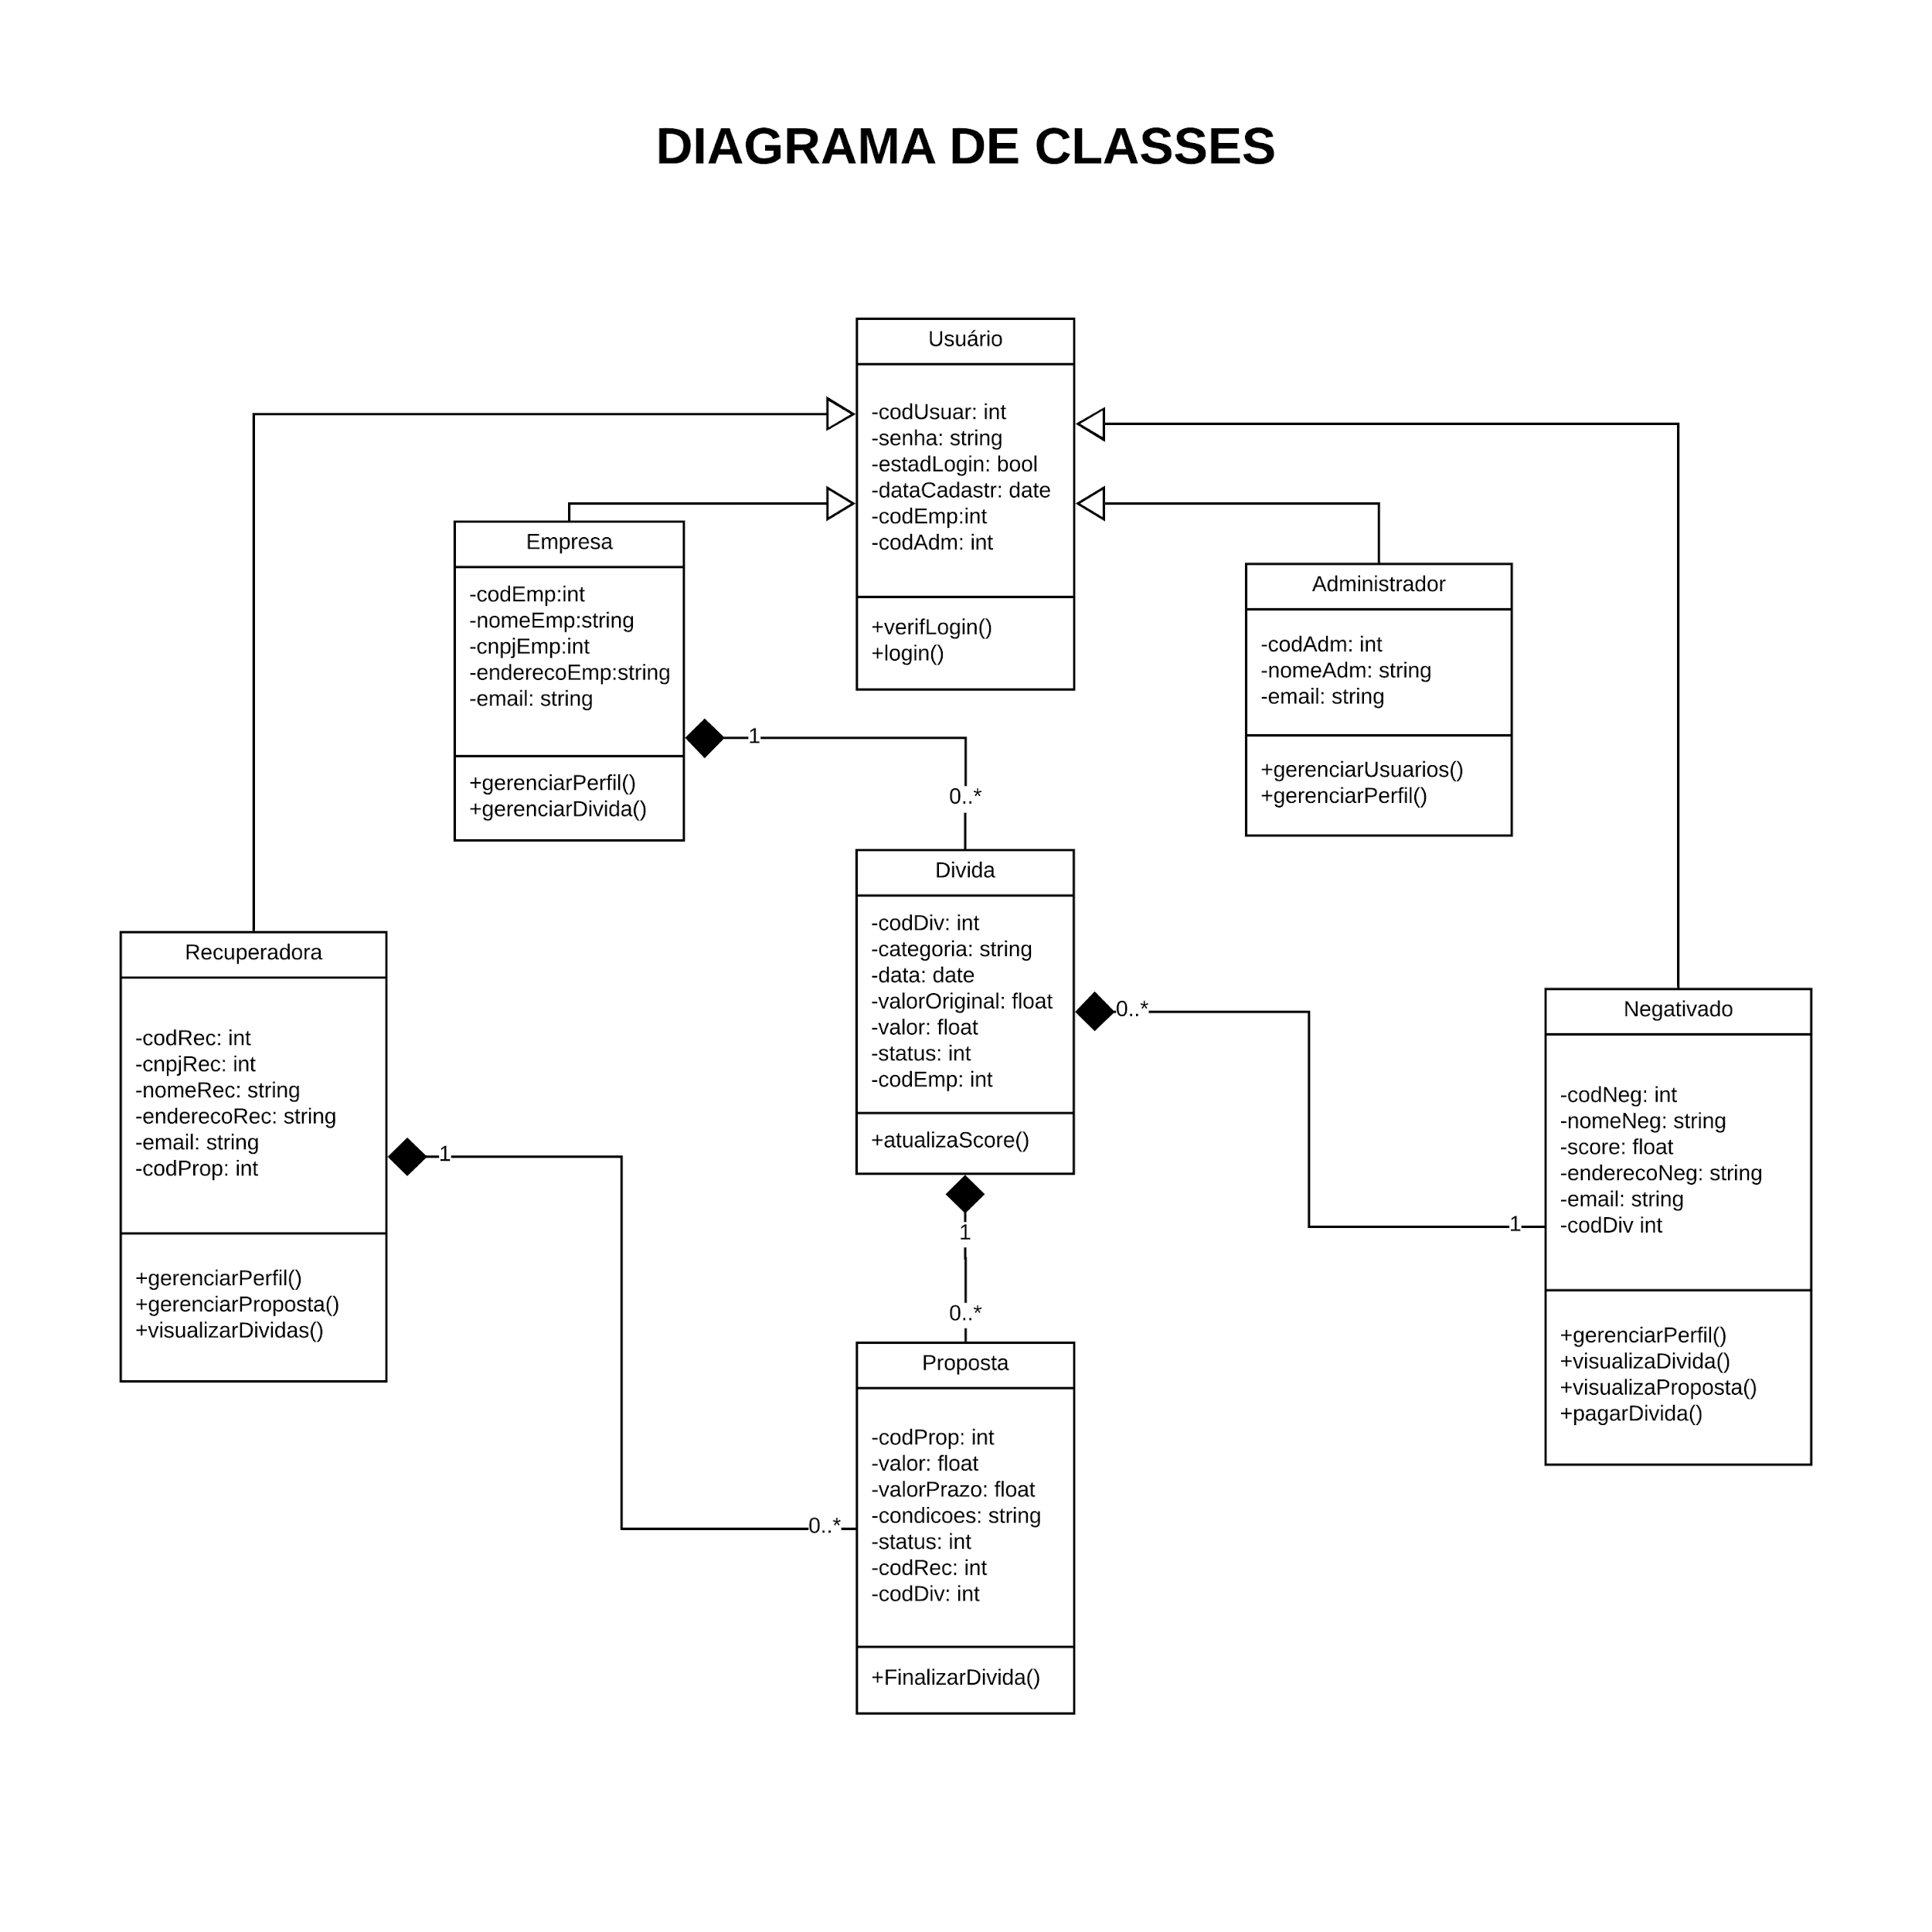 DIAGRAMA DE CLASSES
Usuário
-codUsuar: int
-senha: string
-estadLogin: bool
-dataCadastr: date
-codEmp:int
-codAdm: int
+verifLogin()
+login()
Empresa
-codEmp:int
-nomeEmp:string
-cnpjEmp:int
-enderecoEmp:string
-email: string
+gerenciarPerfil()
+gerenciarDivida()
Administrador
-codAdm: int
-nomeAdm: string
-email: string
+gerenciarUsuarios()
+gerenciarPerfil()
1
0..*
Divida
-codDiv: int
-categoria: string
-data: date
-valorOriginal: float
-valor: float
-status: int
-codEmp: int
+atualizaScore()
Recuperadora
-codRec: int
-cnpjRec: int
-nomeRec: string
-enderecoRec: string
-email: string
-codProp: int
+gerenciarPerfil()
+gerenciarProposta()
+visualizarDividas()
0..*
1
Negativado
-codNeg: int
-nomeNeg: string
-score: float
-enderecoNeg: string
-email: string
-codDiv int
+gerenciarPerfil()
+visualizaDivida()
+visualizaProposta()
+pagarDivida()
1
0..*
1
0..*
Proposta
-codProp: int
-valor: float
-valorPrazo: float
-condicoes: string
-status: int
-codRec: int
-codDiv: int
+FinalizarDivida()